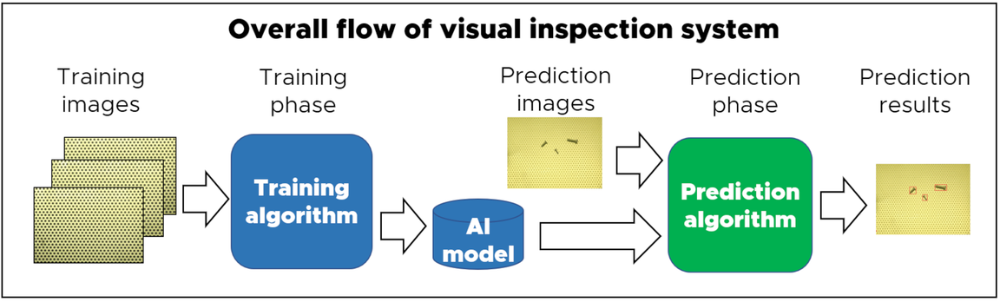 Overall flow of visual inspection system
Training
images
Training
phase
Prediction
images
Prediction
phase
Prediction
results
Training
algorithm
AI
model
Prediction
algorithm